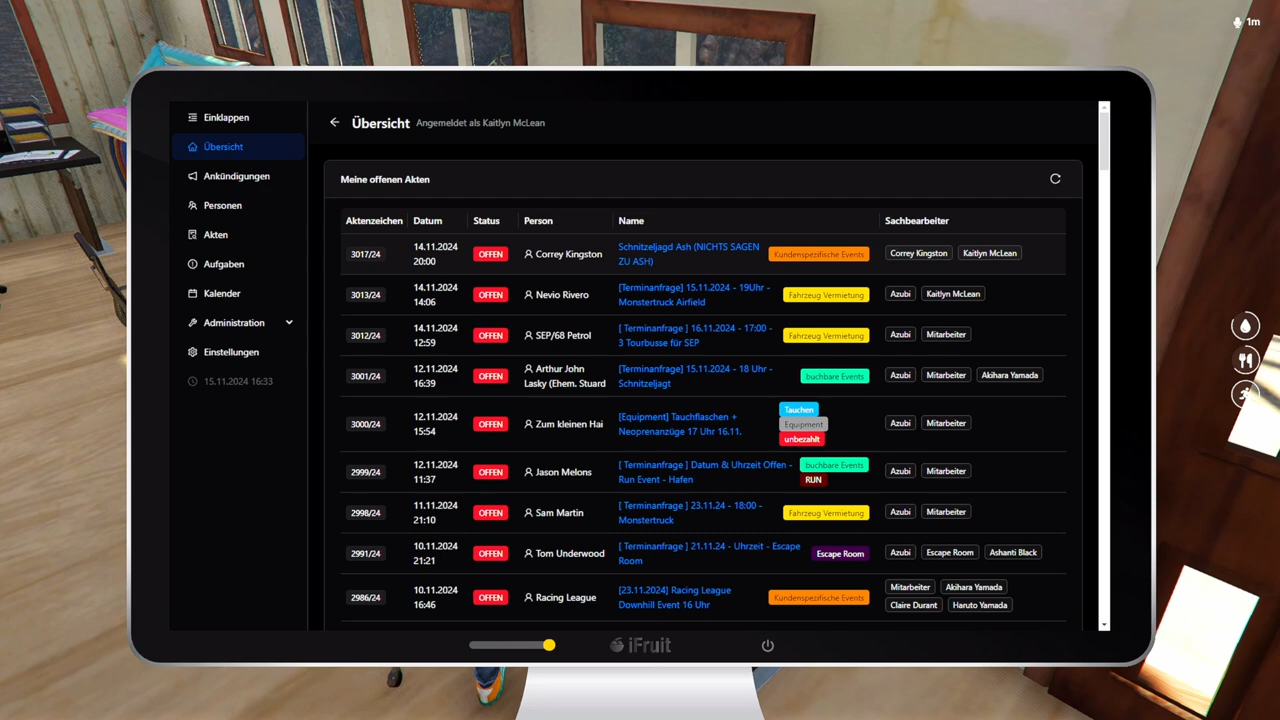 1m
Einklappen
Übersicht
Ankündigungen
Personen
Akten
Aufgaben
Kalender
Administration
Einstellungen
15.11.2024 16:33
Übersicht Angemeldet als Kaitlyn McLean
Meine offenen Akten
Aktenzeichen Datum Status Person Name Sachbearbeiter
3017/24 14.11.2024 20:00 OFFEN Correy Kingston Schnitzeljagd Ash (NICHTS SAGEN ZU ASH) Kundenspezifische Events Correy Kingston Kaitlyn McLean
3013/24 14.11.2024 14:06 OFFEN Nevio Rivero [Terminanfrage] 15.11.2024 - 19Uhr - Monstertruck Airfield Fahrzeug Vermietung Azubi Kaitlyn McLean
3012/24 14.11.2024 12:59 OFFEN SEP/68 Petrol [ Terminanfrage ] 16.11.2024 - 17:00 - 3 Tourbusse für SEP Fahrzeug Vermietung Azubi Mitarbeiter
3001/24 12.11.2024 16:39 OFFEN Arthur John Lasky (Ehem. Stuard [Terminanfrage] 15.11.2024 - 18 Uhr - Schnitzeljagt buchbare Events Azubi Mitarbeiter Akihara Yamada
3000/24 12.11.2024 15:54 OFFEN Zum kleinen Hai [Equipment] Tauchflaschen + Neoprenanzüge 17 Uhr 16.11. Tauchen Equipment unbezahlt Azubi Mitarbeiter
2999/24 12.11.2024 11:37 OFFEN Jason Melons [ Terminanfrage ] Datum & Uhrzeit Offen - Run Event - Hafen buchbare Events RUN Azubi Mitarbeiter
2998/24 11.11.2024 21:10 OFFEN Sam Martin [ Terminanfrage ] 23.11.24 - 18:00 - Monstertruck Fahrzeug Vermietung Azubi Mitarbeiter
2991/24 10.11.2024 21:21 OFFEN Tom Underwood [ Terminanfrage ] 21.11.24 - Uhrzeit - Escape Room Escape Room Azubi Escape Room Ashanti Black
2986/24 10.11.2024 16:46 OFFEN Racing League [23.11.2024] Racing League Downhill Event 16 Uhr Kundenspezifische Events Mitarbeiter Akihara Yamada Claire Durant Haruto Yamada
iFruit